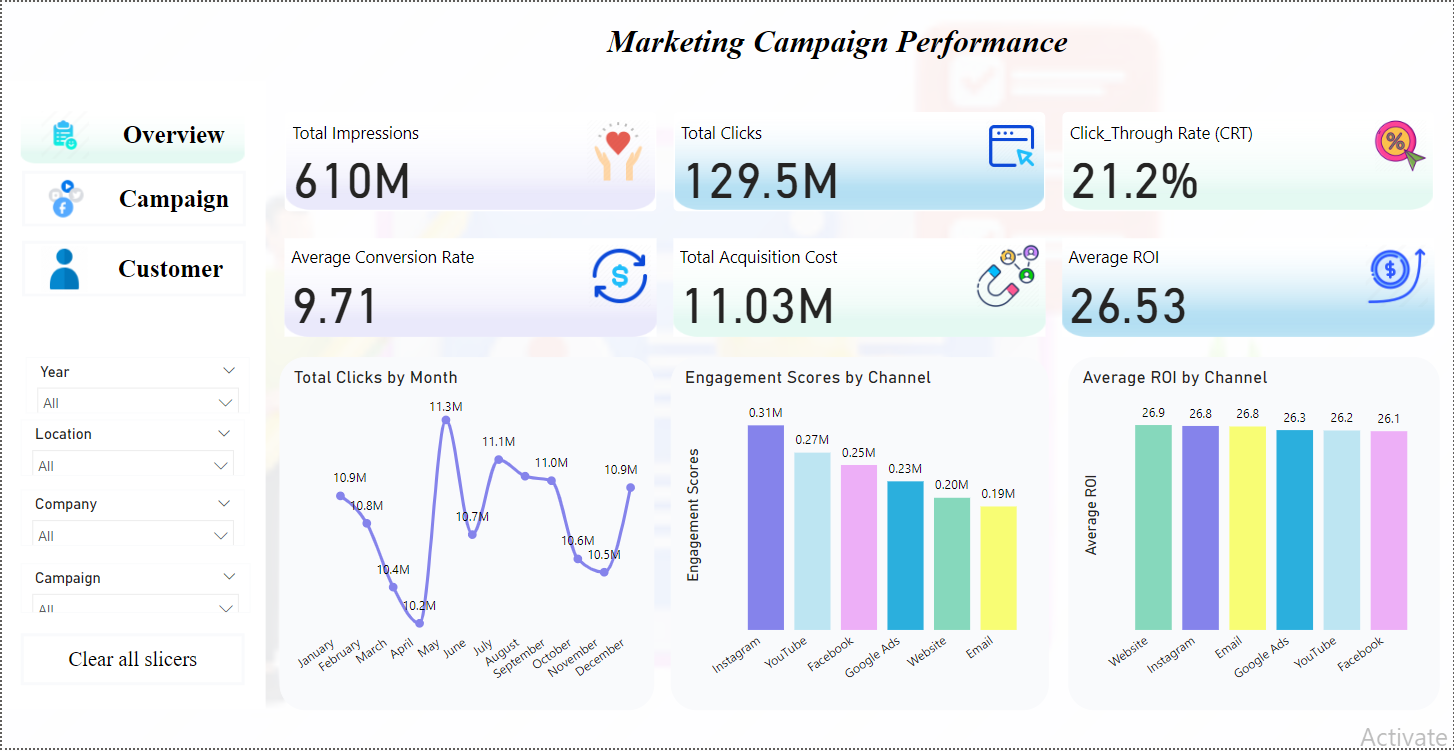 Marketing Campaign Performance
Overview
Campaign
Customer
Year
All
Location
All
Company
All
Campaign
All
Clear all slicers
Total Impressions
610M
Total Clicks
129.5M
Click_Through Rate (CRT)
21.2%
Average Conversion Rate
9.71
Total Acquisition Cost
11.03M
Average ROI
26.53
Total Clicks by Month
10.9M
10.8M
10.4M
10.2M
11.3M
10.7M
11.1M
11.0M
10.6M
10.5M
10.9M
January
February
March
April
May
June
July
August
September
October
November
December
Engagement Scores by Channel
Engagement Scores
0.31M
0.27M
0.25M
0.23M
0.20M
0.19M
Instagram
YouTube
Facebook
Google Ads
Website
Email
Average ROI by Channel
Average ROI
26.9
26.8
26.8
26.3
26.2
26.1
Website
Instagram
Email
Google Ads
YouTube
Facebook
Activate